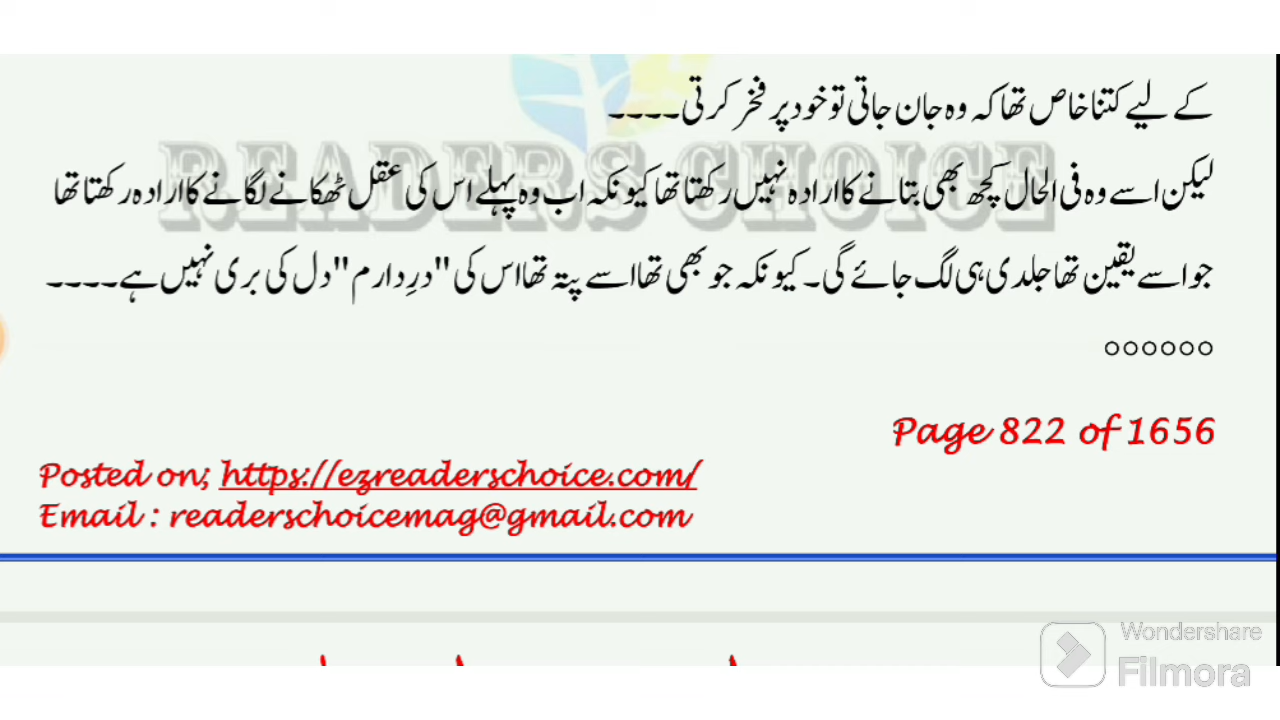 کے لیے کتنا خاص تھا کہ وہ جان جاتی تو خود پر فخر کرتی۔۔۔۔
READERS CHOICE
لیکن اسے وہ فی الحال کچھ بھی بتانے کا ارادہ نہیں رکھتا تھا کیونکہ اب وہ پہلے اس کی عقل ٹھکانے لگانے کا ارادہ رکھتا تھا
جو اسے یقین تھا جلدی ہی لگ جائے گی۔ کیونکہ جو بھی تھا اسے پتہ تھا اس کی "درِ دارم" دل کی بری نہیں ہے۔۔۔۔
○○○○○○
Page 822 of 1656
Posted on; https://ezreaderschoice.com/
Email : readerschoicemag@gmail.com
Wondershare
Filmora